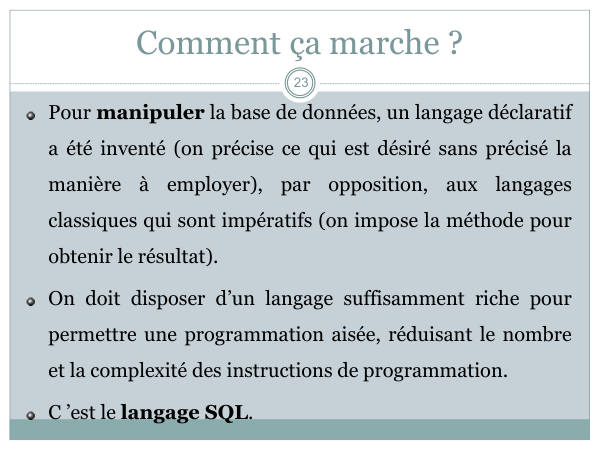 Comment ça marche ?
23
Pour manipuler la base de données, un langage déclaratif
a été inventé (on précise ce qui est désiré sans précisé la
manière à employer), par opposition, aux langages
classiques qui sont impératifs (on impose la méthode pour
obtenir le résultat).
On doit disposer d’un langage suffisamment riche pour
permettre une programmation aisée, réduisant le nombre
et la complexité des instructions de programmation.
C ’est le langage SQL.